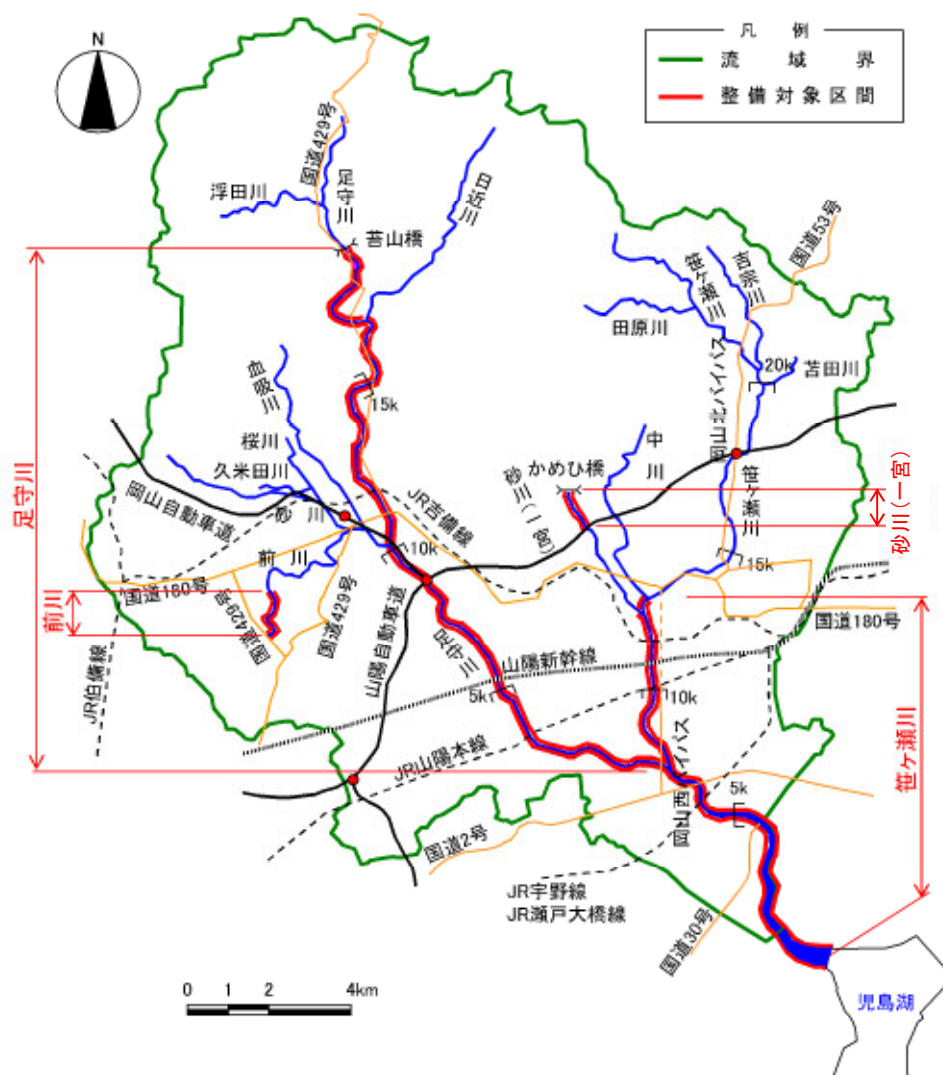 N
凡 例
流域界
整備対象区間
国道429号
足守川
日近川
浮田川
苔山橋
国道53号
笹ヶ瀬川
吉宗川
田原川
岡山北バイパス
20k
苫田川
血吸川
15k
桜川
久米田川
中川
かめひ橋
砂川(一宮)
笹ヶ瀬川
砂川(一宮)
足守川
岡山自動車道
砂川
JR吉備線
前川
10k
15k
国道180号
前川
国道429号
国道429号
国道180号
足守川
山陽自動車道
山陽新幹線
JR伯備線
5k
10k
笹ヶ瀬川
JR山陽本線
岡山西バイパス
5k
国道2号
JR宇野線
JR瀬戸大橋線
国道30号
0 1 2 4km
児島湖